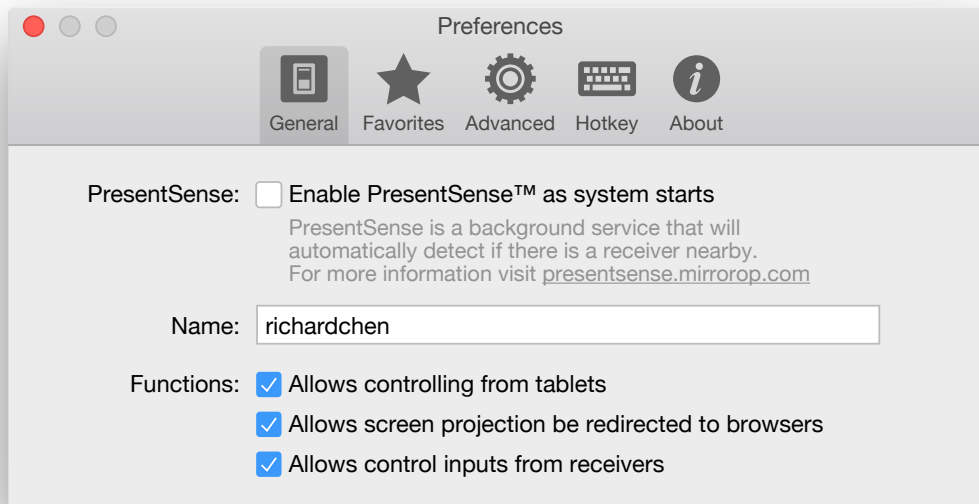 Preferences
General Favorites Advanced Hotkey About
PresentSense: Enable PresentSense™ as system starts
PresentSense is a background service that will
automatically detect if there is a receiver nearby.
For more information visit presentsense.mirrorop.com
Name: richardchen
Functions: Allows controlling from tablets
Allows screen projection be redirected to browsers
Allows control inputs from receivers